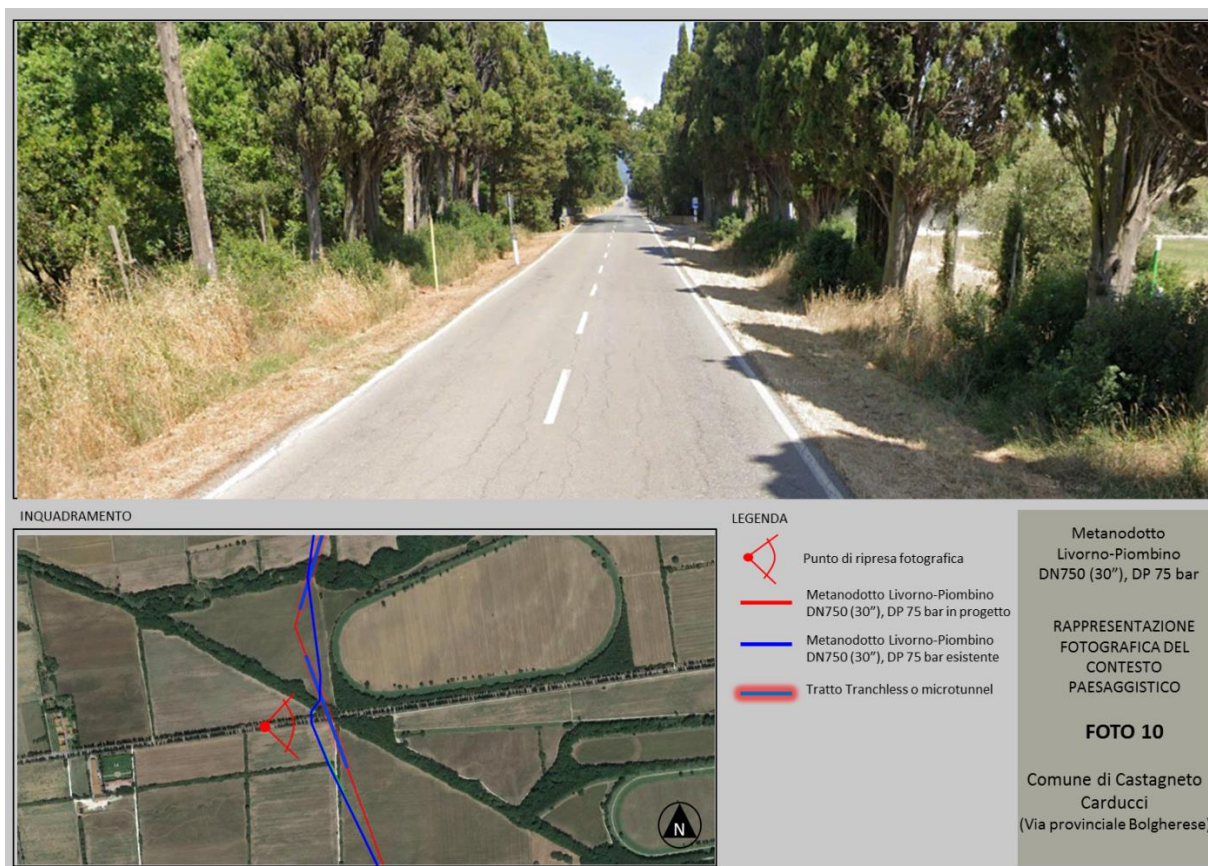 INQUADRAMENTO
N
LEGENDA
Punto di ripresa fotografica
Metanodotto Livorno-Piombino
DN750 (30”), DP 75 bar in progetto
Metanodotto Livorno-Piombino
DN750 (30”), DP 75 bar esistente
Tratto Tranchless o microtunnel
Metanodotto
Livorno-Piombino
DN750 (30”), DP 75 bar
RAPPRESENTAZIONE
FOTOGRAFICA DEL
CONTESTO
PAESAGGISTICO
FOTO 10
Comune di Castagneto
Carducci
(Via provinciale Bolgherese)